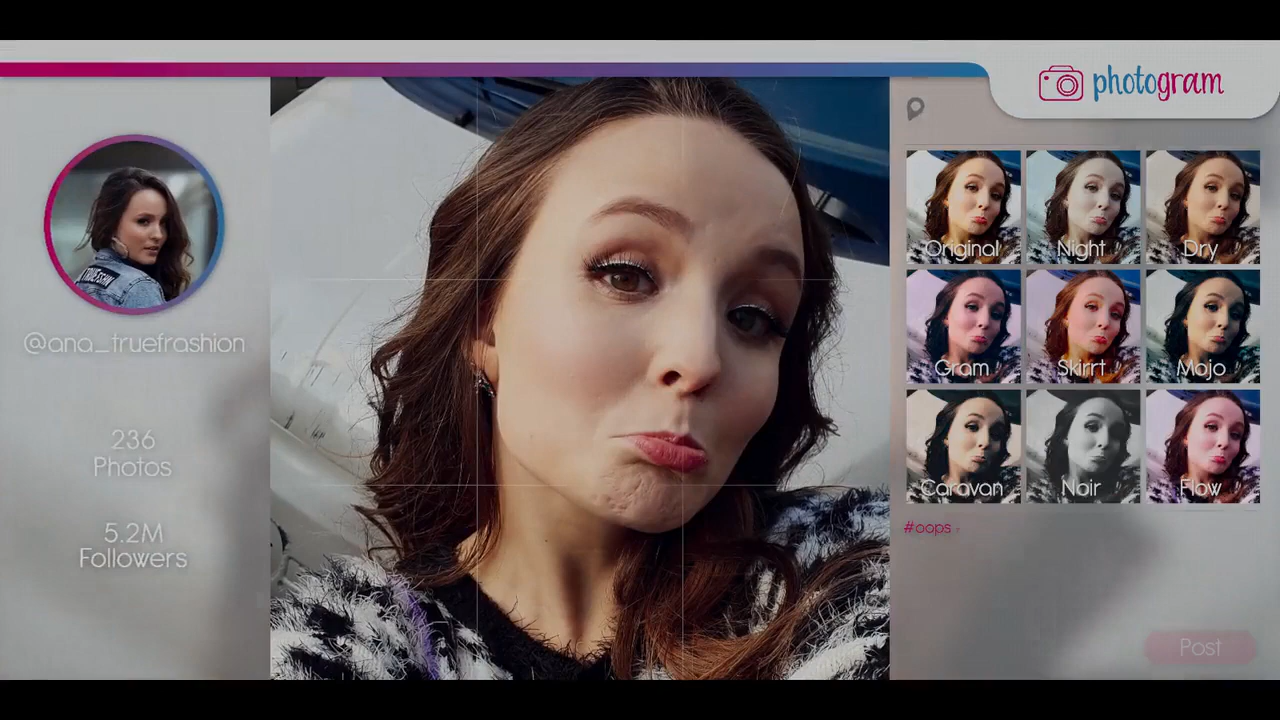 photogram
@ana_truefrashion
236
Photos
5.2M
Followers
Original
Night
Dry
Gram
Skirrt
Mojo
Caravan
Noir
Flow
#oops
Post